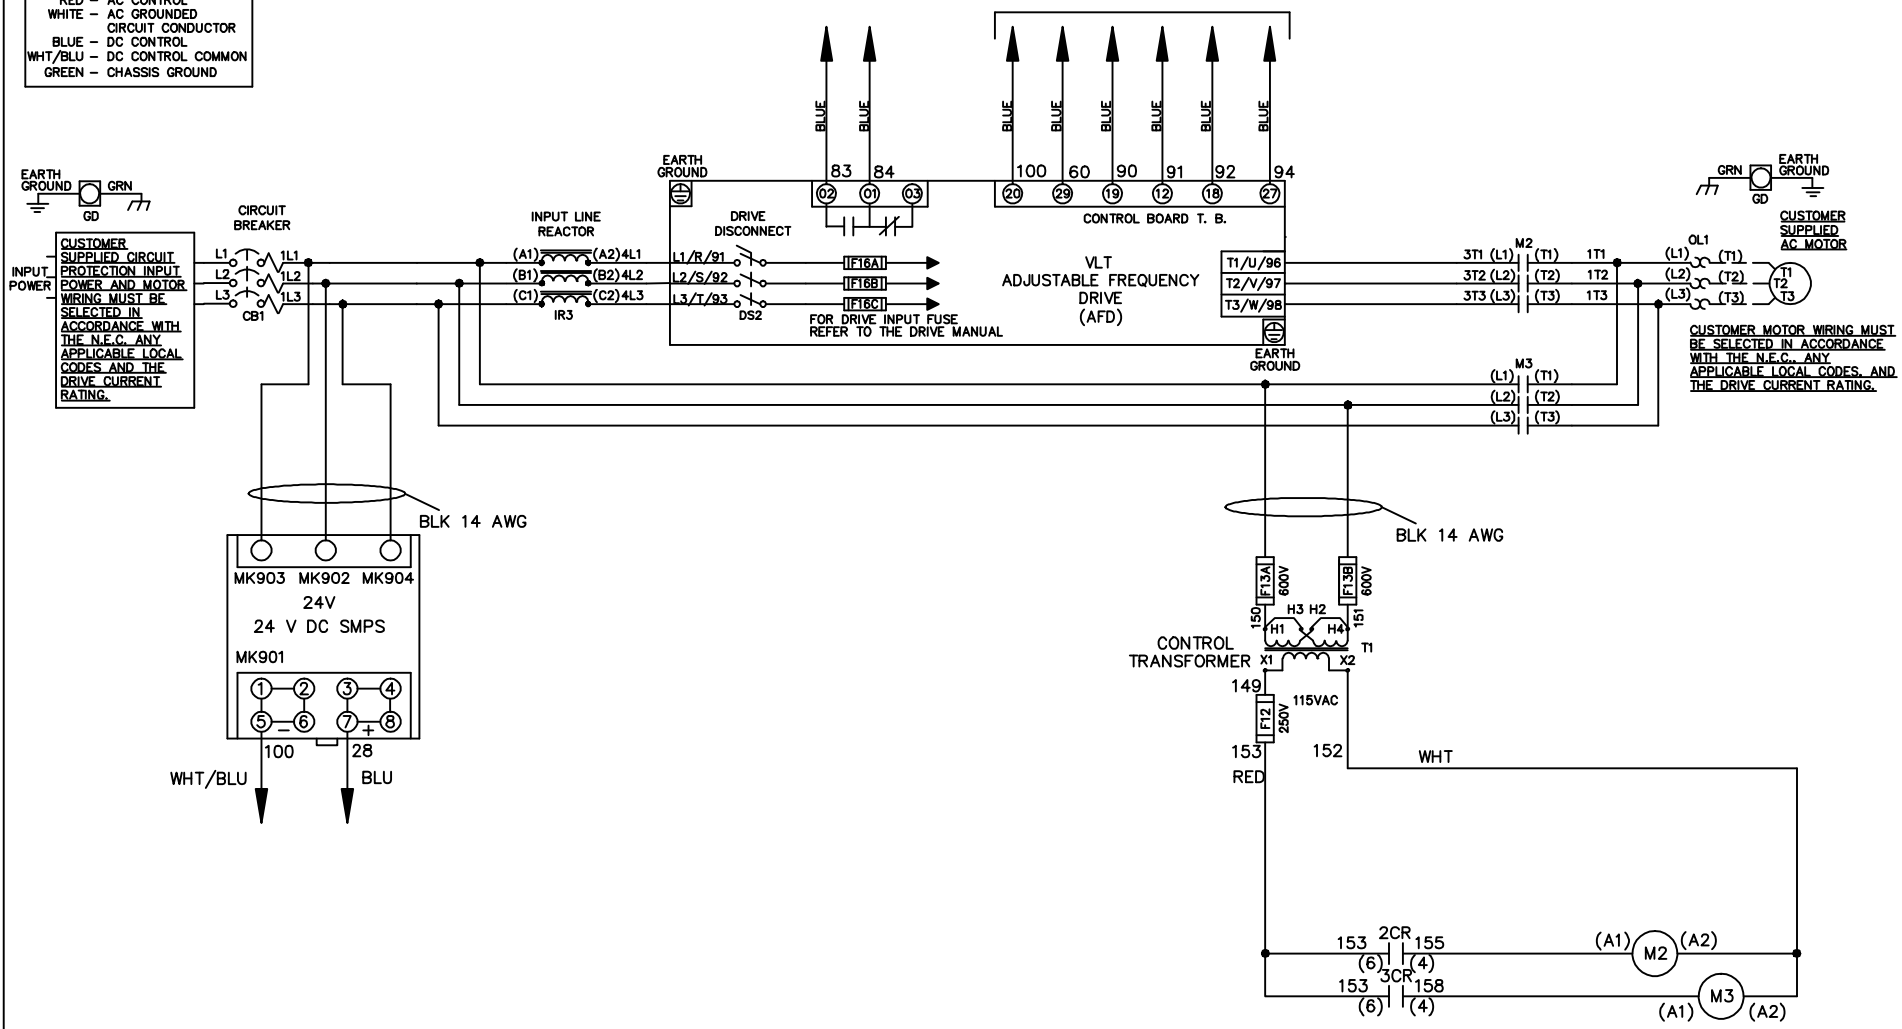 RED - AC CONTROL
WHITE - AC GROUNDED
CIRCUIT CONDUCTOR
BLUE - DC CONTROL
WHT/BLU - DC CONTROL COMMON
GREEN - CHASSIS GROUND
BLUE
BLUE
BLUE
BLUE
BLUE
BLUE
BLUE
BLUE
EARTH
GROUND
GRN
GD
CIRCUIT
BREAKER
INPUT LINE
REACTOR
EARTH
GROUND
DRIVE
DISCONNECT
83 84
02 01 03
100 60 90 91 92 94
20 29 19 12 18 27
CONTROL BOARD T. B.
GRN
EARTH
GROUND
GD
CUSTOMER
SUPPLIED
AC MOTOR
INPUT
POWER
CUSTOMER
SUPPLIED CIRCUIT
PROTECTION INPUT
POWER AND MOTOR
WIRING MUST BE
SELECTED IN
ACCORDANCE WITH
THE N.E.C. ANY
APPLICABLE LOCAL
CODES AND THE
DRIVE CURRENT
RATING.
L1 1L1
L2 1L2
L3 1L3
CB1
(A1) (A2) 4L1
(B1) (B2) 4L2
(C1) (C2) 4L3
IR3
L1/R/91
L2/S/92
L3/T/93
DS2
F16A
F16B
F16C
FOR DRIVE INPUT FUSE
REFER TO THE DRIVE MANUAL
VLT
ADJUSTABLE FREQUENCY
DRIVE
(AFD)
T1/U/96
T2/V/97
T3/W/98
EARTH
GROUND
M2
3T1 (L1) (T1) 1T1
3T2 (L2) (T2) 1T2
3T3 (L3) (T3) 1T3
OL1
(L1) (T1)
(L2) (T2)
(L3) (T3)
T1
T2
T3
CUSTOMER MOTOR WIRING MUST
BE SELECTED IN ACCORDANCE
WITH THE N.E.C., ANY
APPLICABLE LOCAL CODES, AND
THE DRIVE CURRENT RATING.
M3
(L1) (T1)
(L2) (T2)
(L3) (T3)
BLK 14 AWG
MK903 MK902 MK904
24V
24 V DC SMPS
MK901
1 2 3 4
5 6 7 8
- +
100 28
WHT/BLU BLU
BLK 14 AWG
F13A
600V
F13B
600V
150 H3 H2 151
H1 H4
T1
CONTROL
TRANSFORMER
X1 X2
149
115VAC
F12
250V
153 152
RED
WHT
2CR
153 155
(6) (4)
(A1) M2 (A2)
3CR
153 158
(6) (4)
(A1) M3 (A2)